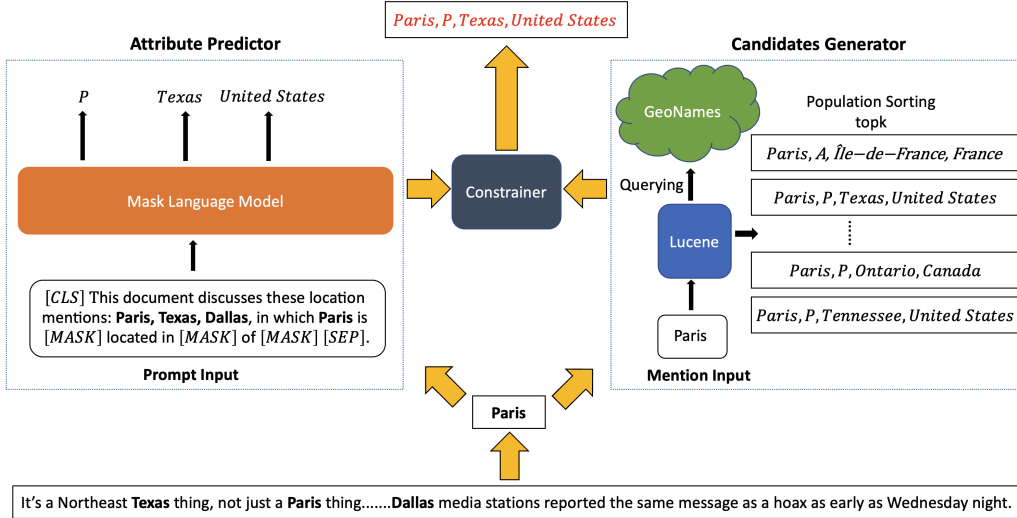 Paris, P, Texas, United States
Attribute Predictor
P
Texas
United States
Mask Language Model
[CLS] This document discusses these location
mentions: Paris, Texas, Dallas, in which Paris is
[MASK] located in [MASK] of [MASK] [SEP].
Prompt Input
Constrainer
Candidates Generator
GeoNames
Querying
Lucene
Paris
Mention Input
Population Sorting
topk
Paris, A, Île−de−France, France
Paris, P, Texas, United States
Paris, P, Ontario, Canada
Paris, P, Tennessee, United States
Paris
It’s a Northeast Texas thing, not just a Paris thing…....Dallas media stations reported the same message as a hoax as early as Wednesday night.